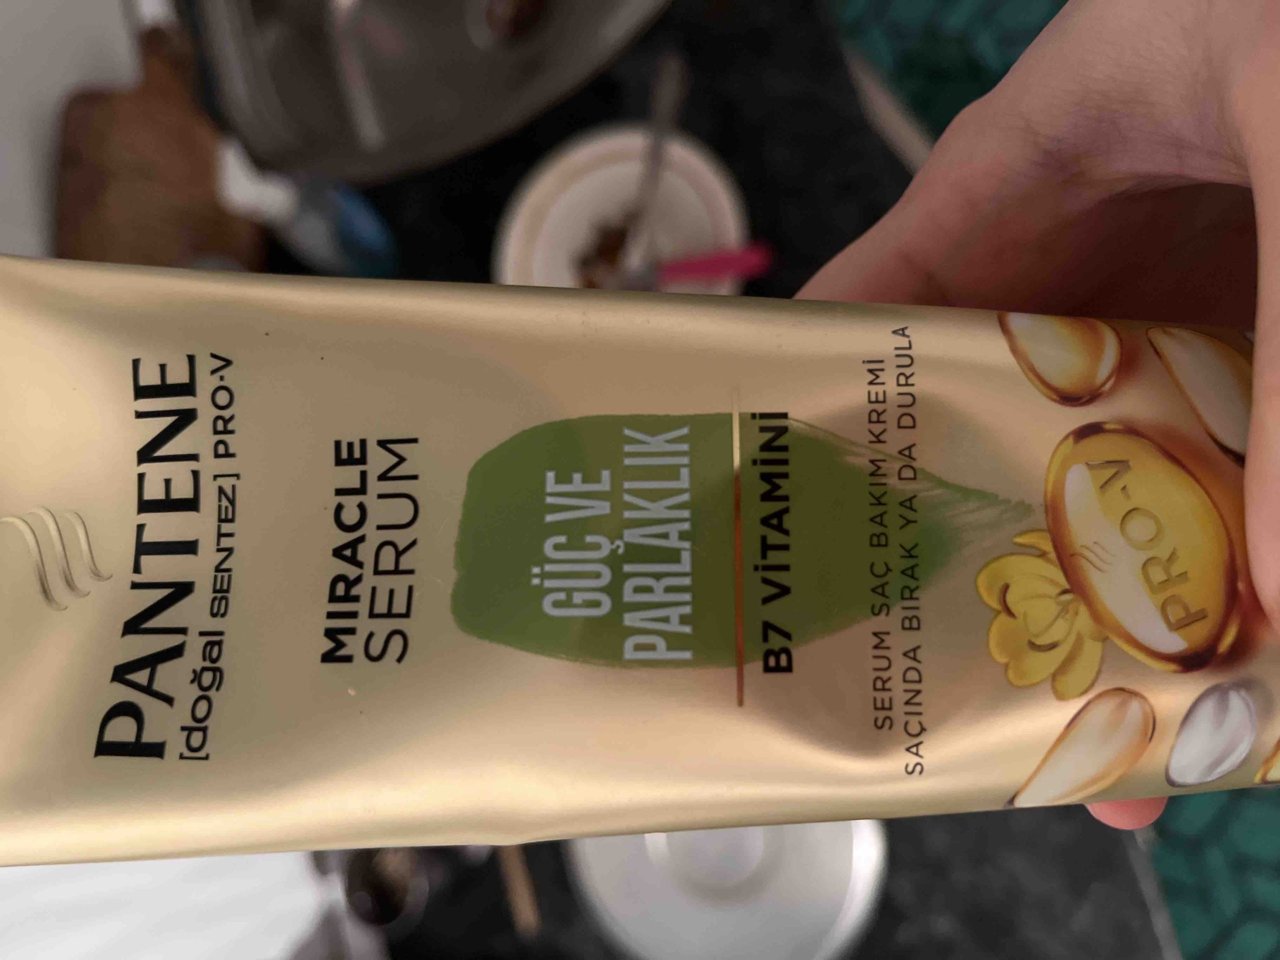 PANTENE
[doğal SENTEZ] PRO-V
MIRACLE
SERUM
GÜÇ VE
PARLAKLIK
B7 VİTAMİNİ
SERUM SAÇ BAKIM KREMİ
SAÇINDA BIRAK YA DA DURULA
PRO-V